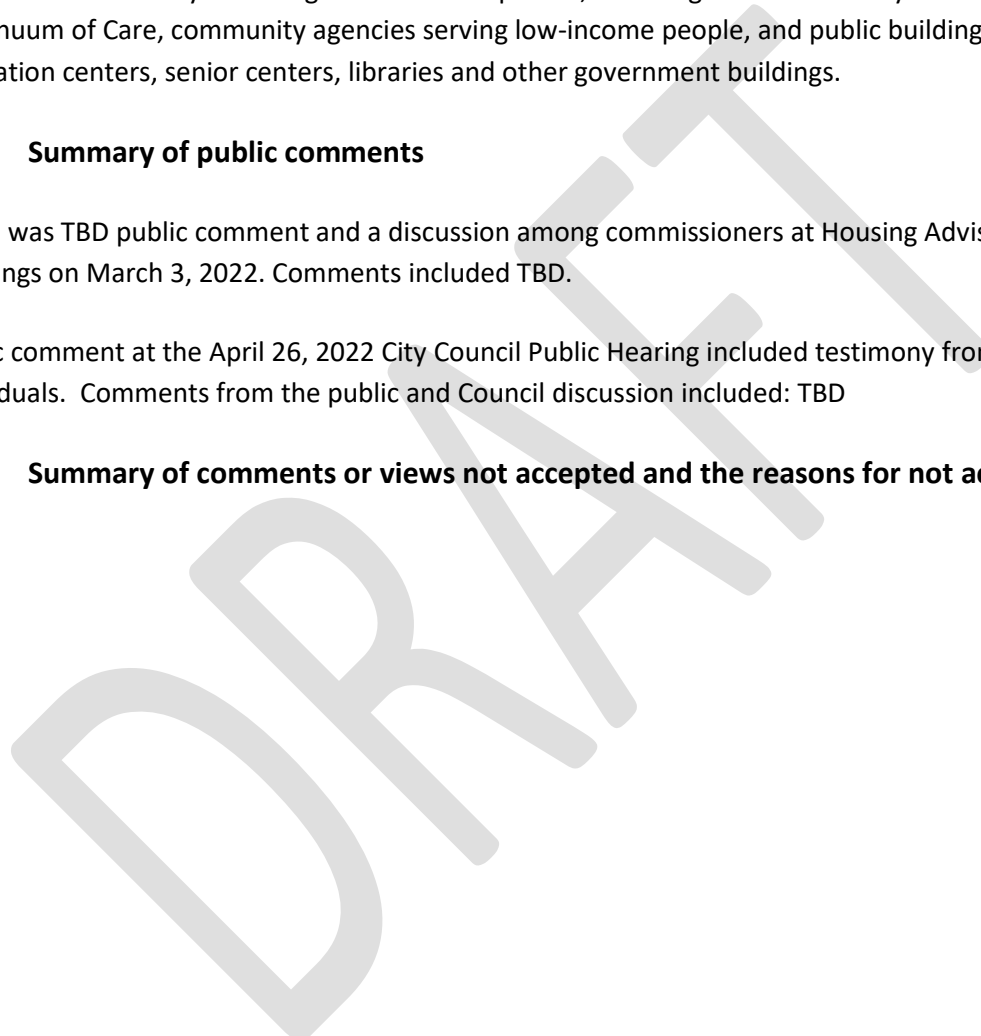 nuum of Care, community agencies serving low-income people, and public building
ation centers, senior centers, libraries and other government buildings.
Summary of public comments
was TBD public comment and a discussion among commissioners at Housing Advis
ngs on March 3, 2022. Comments included TBD.
c comment at the April 26, 2022 City Council Public Hearing included testimony from
duals. Comments from the public and Council discussion included: TBD
Summary of comments or views not accepted and the reasons for not a
DRAFT